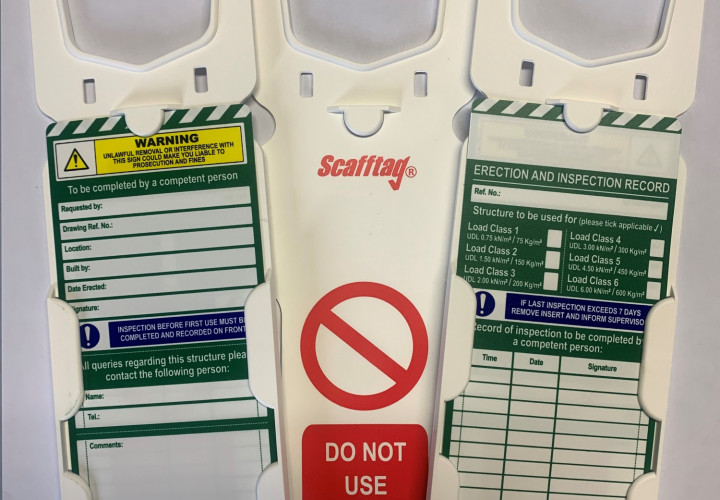 WARNING
UNLAWFUL REMOVAL OR INTERFERENCE WITH
THIS SIGN COULD MAKE YOU LIABLE TO
PROSECUTION AND FINES
To be completed by a competent person
Requested by:
Drawing Ref. No.:
Location:
Built by:
Date Erected:
Signature:
INSPECTION BEFORE FIRST USE MUST BE
COMPLETED AND RECORDED ON FRONT
All queries regarding this structure please
contact the following person:
Name:
Tel.:
Comments:
Scafftag®
DO NOT
USE
ERECTION AND INSPECTION RECORD
Ref. No.:
Structure to be used for (please tick applicable ✓)
Load Class 1
UDL 0.75 kN/m² / 75 Kg/m²
Load Class 2
UDL 1.50 kN/m² / 150 Kg/m²
Load Class 3
UDL 2.00 kN/m² / 200 Kg/m²
Load Class 4
UDL 3.00 kN/m² / 300 Kg/m²
Load Class 5
UDL 4.50 kN/m² / 450 Kg/m²
Load Class 6
UDL 6.00 kN/m² / 600 Kg/m²
IF LAST INSPECTION EXCEEDS 7 DAYS
REMOVE INSERT AND INFORM SUPERVISO
Record of inspection to be completed by
a competent person:
Time Date Signature